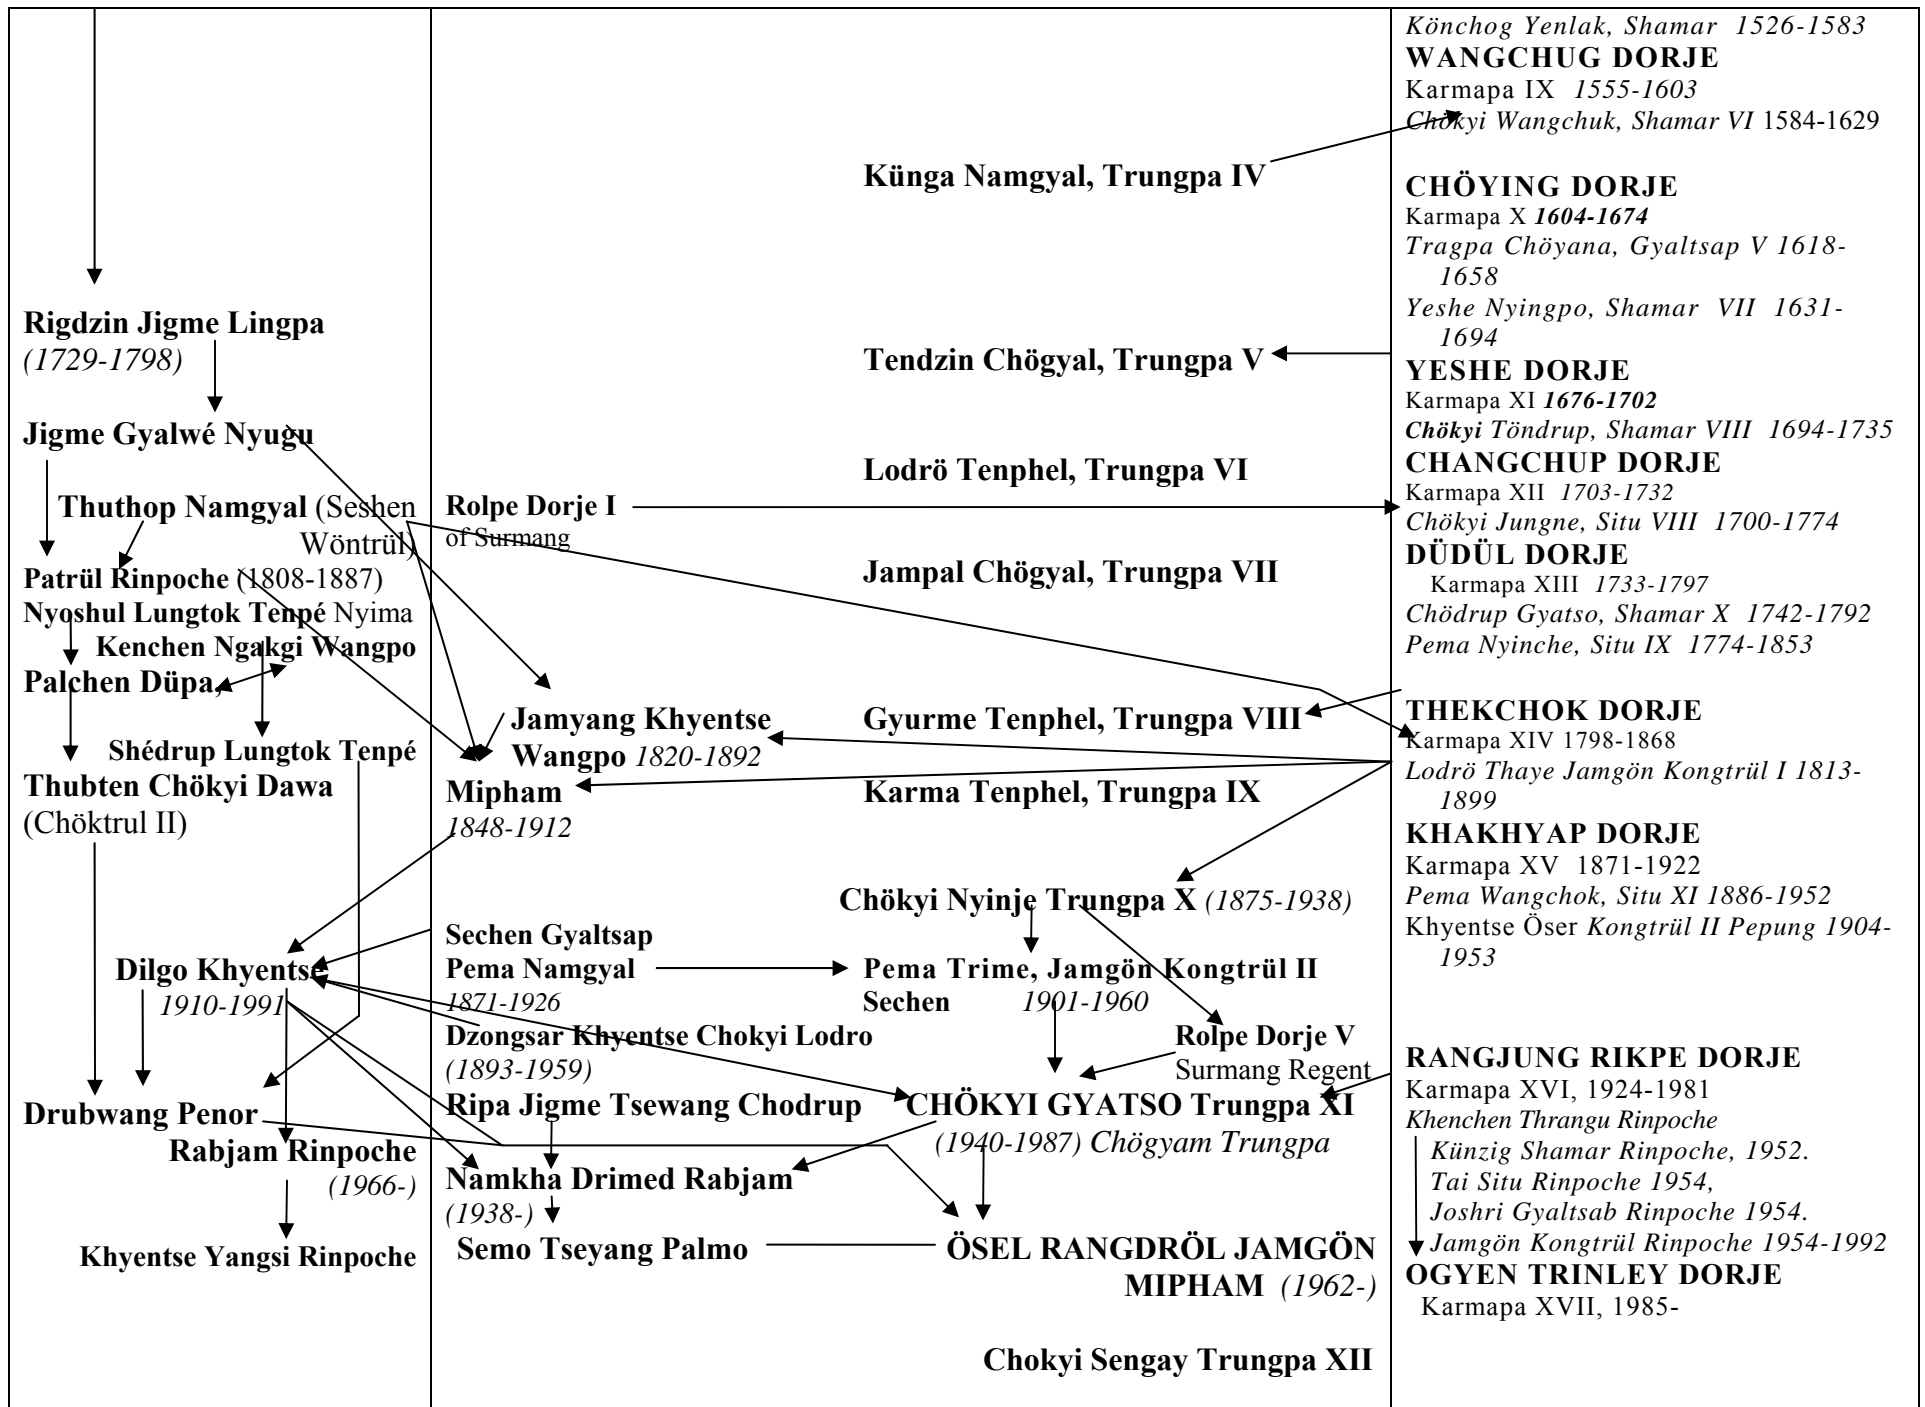 Rigdzin Jigme Lingpa
(1729-1798)
Jigme Gyalwé Nyugu
Thuthop Namgyal (Seshen
Wöntrül)
Patrül Rinpoche (1808-1887)
Nyoshul Lungtok Tenpé Nyima
Kenchen Ngakgi Wangpo
Palchen Düpa,
Shédrup Lungtok Tenpé
Thubten Chökyi Dawa
(Chöktrul II)
Dilgo Khyentse
1910-1991
Drubwang Penor
Rabjam Rinpoche
(1966-)
Khyentse Yangsi Rinpoche
Künga Namgyal, Trungpa IV
Tendzin Chögyal, Trungpa V
Lodrö Tenphel, Trungpa VI
Rolpe Dorje I
of Surmang
Jampal Chögyal, Trungpa VII
Jamyang Khyentse
Wangpo 1820-1892
Gyurme Tenphel, Trungpa VIII
Mipham
1848-1912
Karma Tenphel, Trungpa IX
Chökyi Nyinje Trungpa X (1875-1938)
Sechen Gyaltsap
Pema Namgyal
1871-1926
Pema Trime, Jamgön Kongtrül II
Sechen 1901-1960
Dzongsar Khyentse Chokyi Lodro
(1893-1959)
Rolpe Dorje V
Surmang Regent
Ripa Jigme Tsewang Chodrup
CHÖKYI GYATSO Trungpa XI
(1940-1987) Chögyam Trungpa
Namkha Drimed Rabjam
(1938-)
Semo Tseyang Palmo
ÖSEL RANGDRÖL JAMGÖN
MIPHAM (1962-)
Chokyi Sengay Trungpa XII
Könchog Yenlak, Shamar 1526-1583
WANGCHUG DORJE
Karmapa IX 1555-1603
Chökyi Wangchuk, Shamar VI 1584-1629
CHÖYING DORJE
Karmapa X 1604-1674
Tragpa Chöyana, Gyaltsap V 1618-
1658
Yeshe Nyingpo, Shamar VII 1631-
1694
YESHE DORJE
Karmapa XI 1676-1702
Chökyi Töndrup, Shamar VIII 1694-1735
CHANGCHUP DORJE
Karmapa XII 1703-1732
Chökyi Jungne, Situ VIII 1700-1774
DÜDÜL DORJE
Karmapa XIII 1733-1797
Chödrup Gyatso, Shamar X 1742-1792
Pema Nyinche, Situ IX 1774-1853
THEKCHOK DORJE
Karmapa XIV 1798-1868
Lodrö Thaye Jamgön Kongtrül I 1813-
1899
KHAKHYAP DORJE
Karmapa XV 1871-1922
Pema Wangchok, Situ XI 1886-1952
Khyentse Öser Kongtrül II Pepung 1904-
1953
RANGJUNG RIKPE DORJE
Karmapa XVI, 1924-1981
Khenchen Thrangu Rinpoche
Künzig Shamar Rinpoche, 1952.
Tai Situ Rinpoche 1954,
Joshri Gyaltsab Rinpoche 1954.
Jamgön Kongtrül Rinpoche 1954-1992
OGYEN TRINLEY DORJE
Karmapa XVII, 1985-